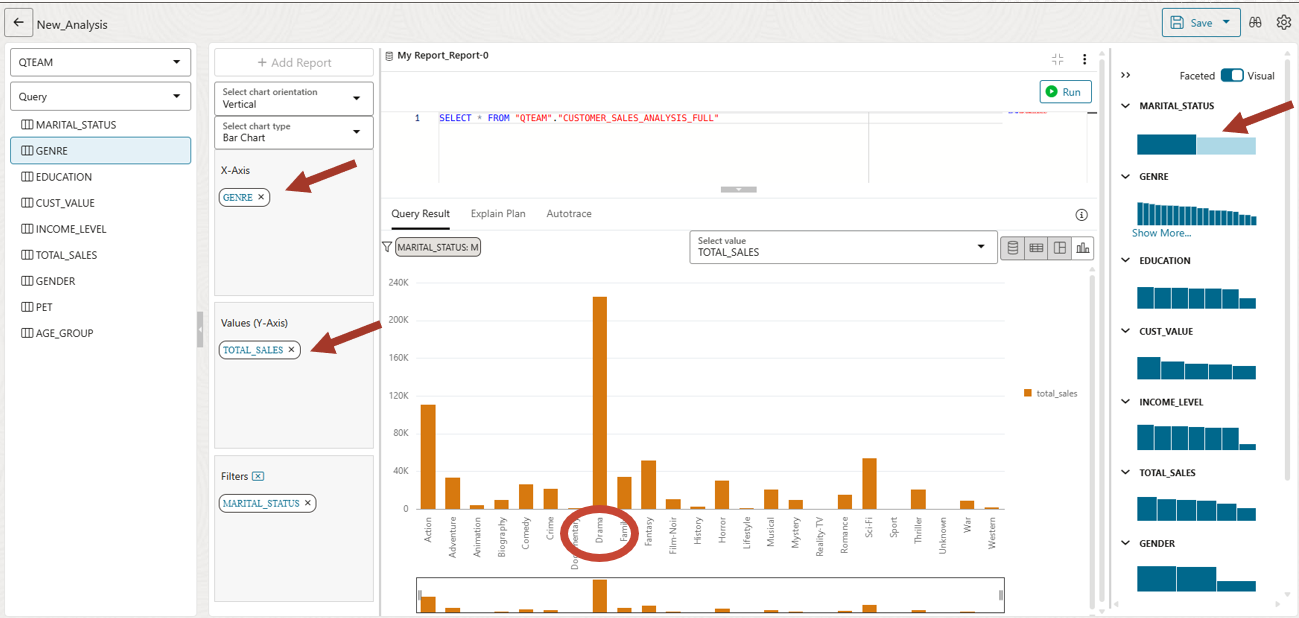 New_Analysis
Save
QTEAM
Query
MARITAL_STATUS
GENRE
EDUCATION
CUST_VALUE
INCOME_LEVEL
TOTAL_SALES
GENDER
PET
AGE_GROUP
+ Add Report
Select chart orientation
Vertical
Select chart type
Bar Chart
X-Axis
GENRE ×
Values (Y-Axis)
TOTAL_SALES ×
Filters
MARITAL_STATUS ×
My Report_Report-0
Run
1 SELECT * FROM "QTEAM"."CUSTOMER_SALES_ANALYSIS_FULL"
Query Result Explain Plan Autotrace
MARITAL_STATUS: M
Select value
TOTAL_SALES
240K
200K
160K
120K
80K
40K
0
Action
Adventure
Animation
Biography
Comedy
Crime
Documentary
Drama
Family
Fantasy
Film-Noir
History
Horror
Lifestyle
Musical
Mystery
Reality-TV
Romance
Sci-Fi
Sport
Thriller
Unknown
War
Western
total_sales
Faceted Visual
MARITAL_STATUS
GENRE
Show More...
EDUCATION
CUST_VALUE
INCOME_LEVEL
TOTAL_SALES
GENDER